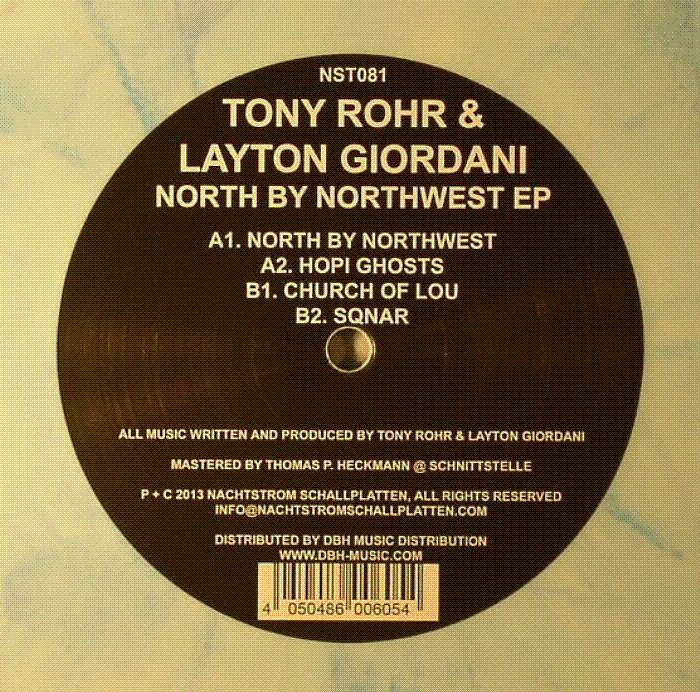 NST081
TONY ROHR &
LAYTON GIORDANI
NORTH BY NORTHWEST EP
A1. NORTH BY NORTHWEST
A2. HOPI GHOSTS
B1. CHURCH OF LOU
B2. SQNAR
ALL MUSIC WRITTEN AND PRODUCED BY TONY ROHR & LAYTON GIORDANI
MASTERED BY THOMAS P. HECKMANN @ SCHNITTSTELLE
P + C 2013 NACHTSTROM SCHALLPLATTEN, ALL RIGHTS RESERVED
INFO@NACHTSTROMSCHALLPLATTEN.COM
DISTRIBUTED BY DBH MUSIC DISTRIBUTION
WWW.DBH-MUSIC.COM
4 050486 006054